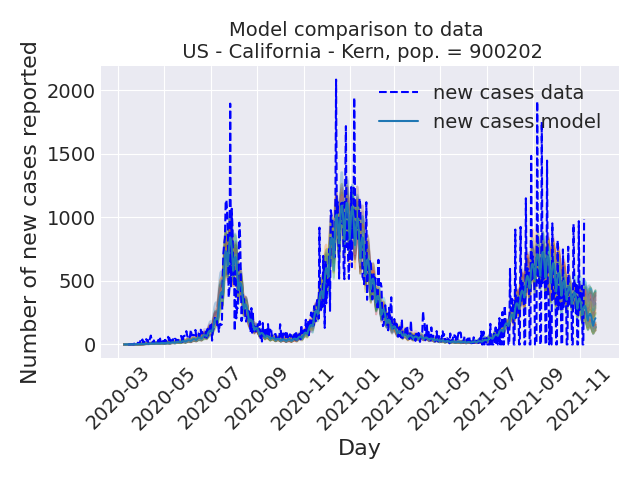 Model comparison to data
US - California - Kern, pop. = 900202
Number of new cases reported
2000
1500
1000
500
0
new cases data
new cases model
2020-03
2020-05
2020-07
2020-09
2020-11
2021-01
2021-03
2021-05
2021-07
2021-09
2021-11
Day